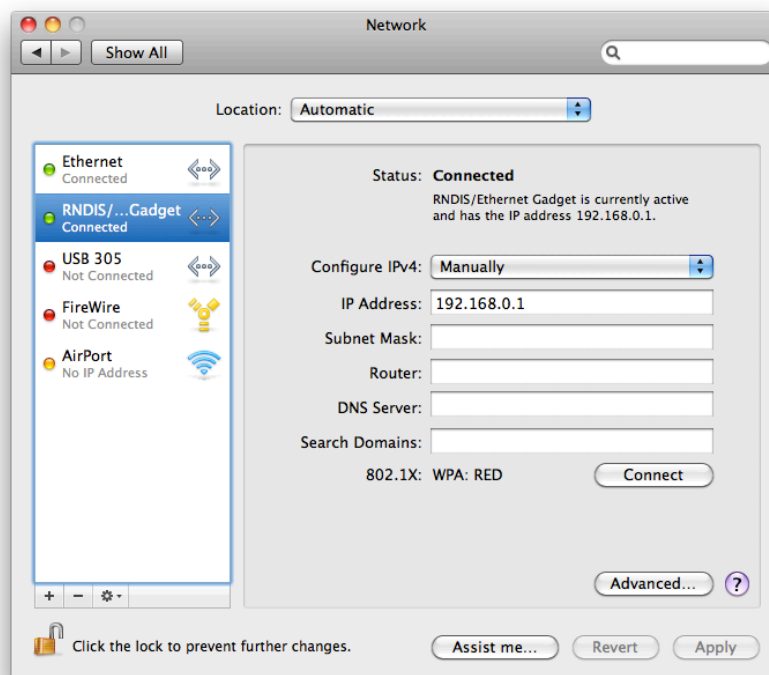 Network
Show All
Location: Automatic
Ethernet
Connected
RNDIS/...Gadget
Connected
USB 305
Not Connected
FireWire
Not Connected
AirPort
No IP Address
Status: Connected
RNDIS/Ethernet Gadget is currently active
and has the IP address 192.168.0.1.
Configure IPv4: Manually
IP Address: 192.168.0.1
Subnet Mask:
Router:
DNS Server:
Search Domains:
802.1X: WPA: RED Connect
Advanced... ?
Click the lock to prevent further changes.
Assist me... Revert Apply